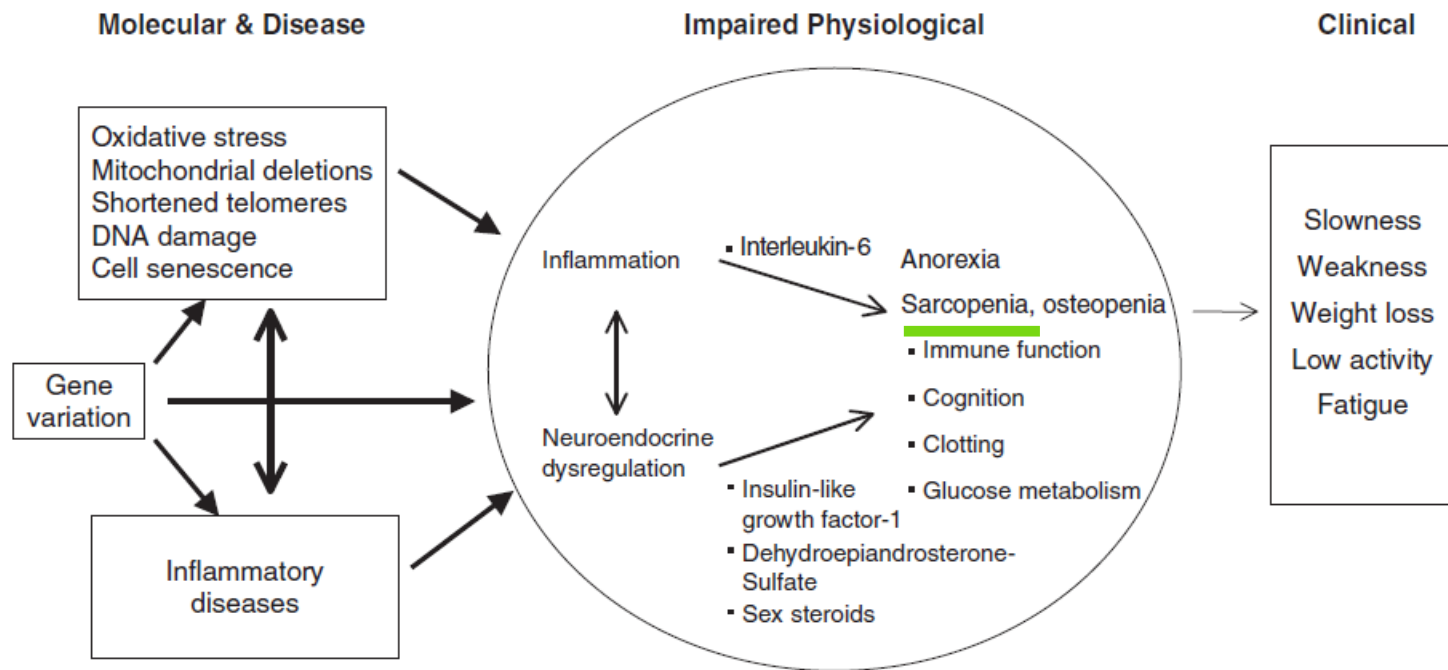 Molecular & Disease
Impaired Physiological
Clinical
Oxidative stress
Mitochondrial deletions
Shortened telomeres
DNA damage
Cell senescence
Gene
variation
Inflammatory
diseases
Inflammation
▪ Interleukin-6
Neuroendocrine
dysregulation
▪ Insulin-like
growth factor-1
▪ Dehydroepiandrosterone-
Sulfate
▪ Sex steroids
Anorexia
Sarcopenia, osteopenia
▪ Immune function
▪ Cognition
▪ Clotting
▪ Glucose metabolism
Slowness
Weakness
Weight loss
Low activity
Fatigue